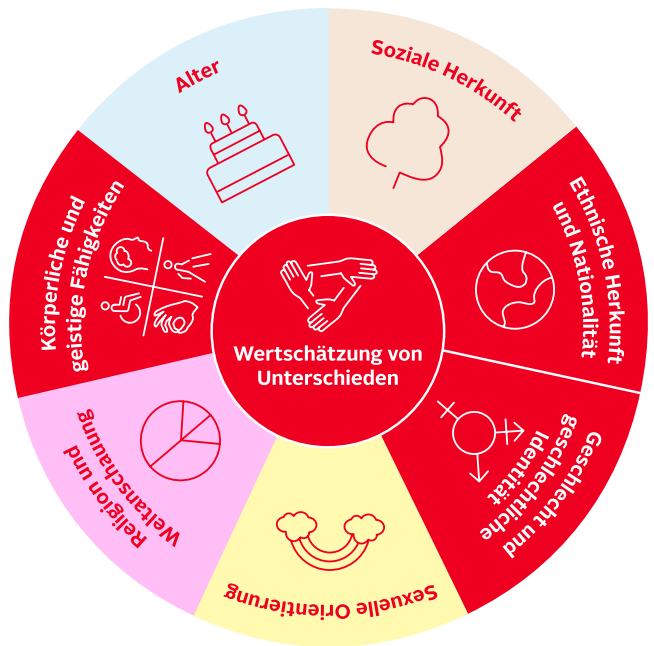 Alter
Soziale Herkunft
Ethnische Herkunft
und Nationalität
Geschlecht und
geschlechtliche
Identität
Sexuelle Orientierung
Religion und
Weltanschauung
Körperliche und
geistige Fähigkeiten
Wertschätzung von
Unterschieden